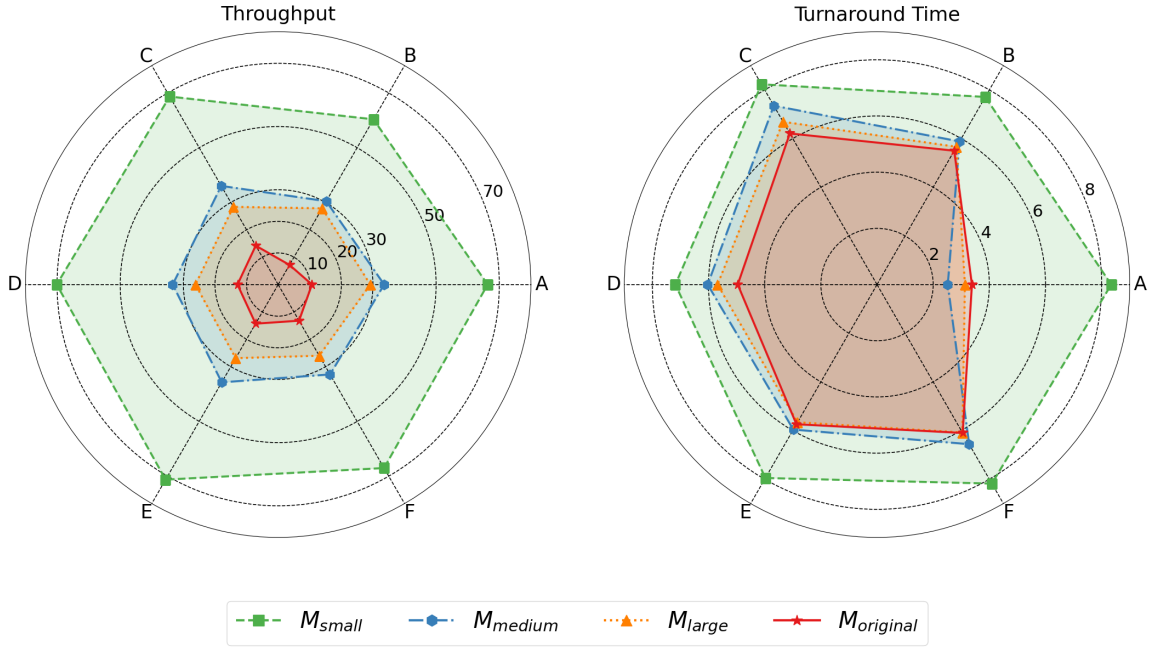 Throughput
Turnaround Time
C
B
C
B
70
8
50
6
30
4
20
2
10
D
A
D
A
E
F
E
F
M_small
M_medium
M_large
M_original